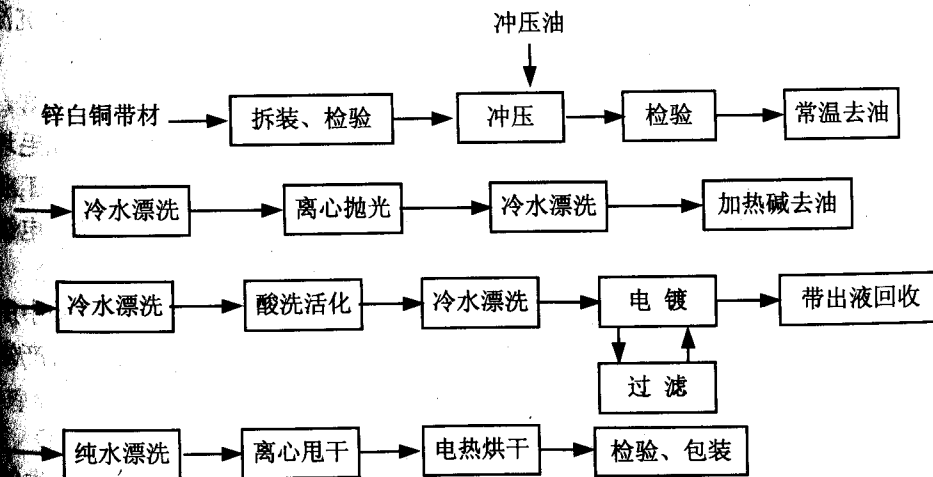 冲压油
锌白铜带材 拆装、检验 冲压 检验 常温去油
冷水漂洗 离心抛光 冷水漂洗 加热碱去油
冷水漂洗 酸洗活化 冷水漂洗 电镀 带出液回收
过滤
纯水漂洗 离心甩干 电热烘干 检验、包装